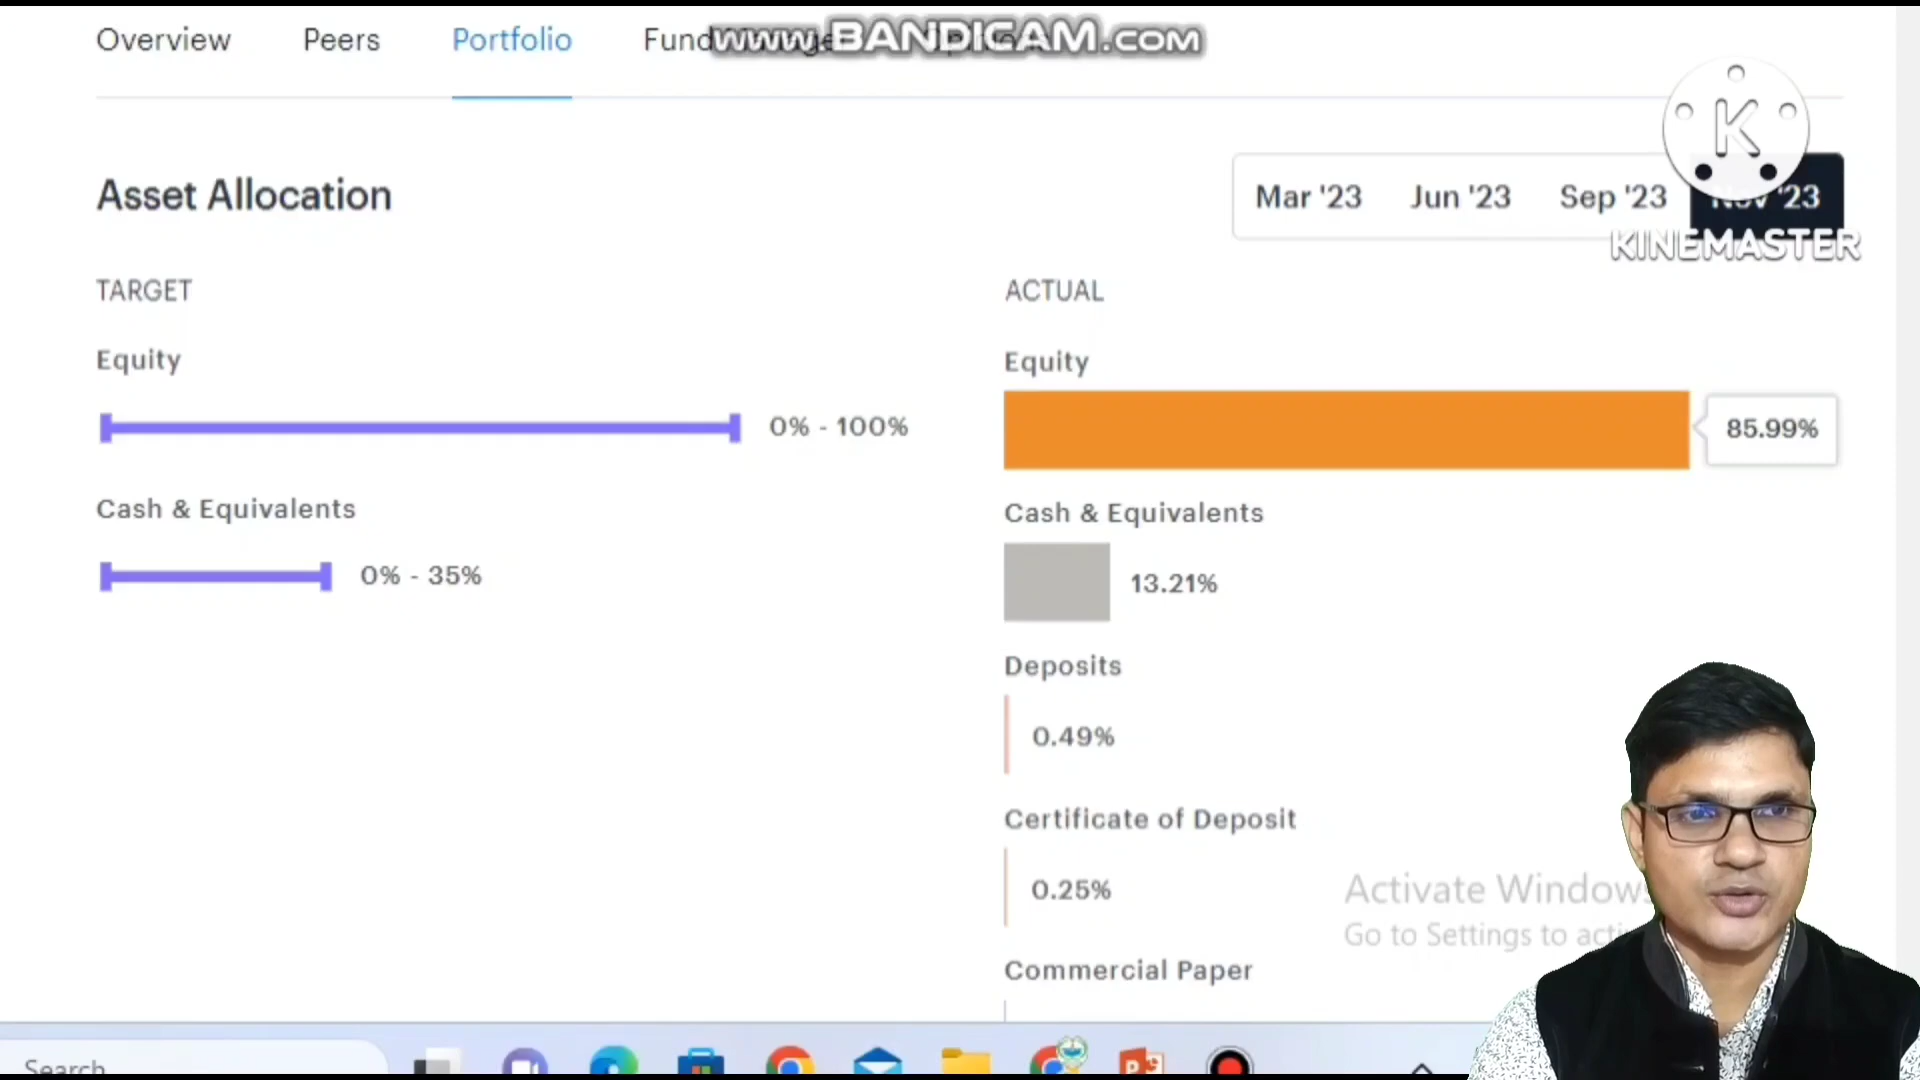 Overview Peers Portfolio Fund
www.BANDICAM.com
Asset Allocation
Mar '23 Jun '23 Sep '23 Nov '23
KINEMASTER
TARGET
Equity
0% - 100%
Cash & Equivalents
0% - 35%
ACTUAL
Equity
85.99%
Cash & Equivalents
13.21%
Deposits
0.49%
Certificate of Deposit
0.25%
Commercial Paper
Activate Windows
Go to Settings to
Search